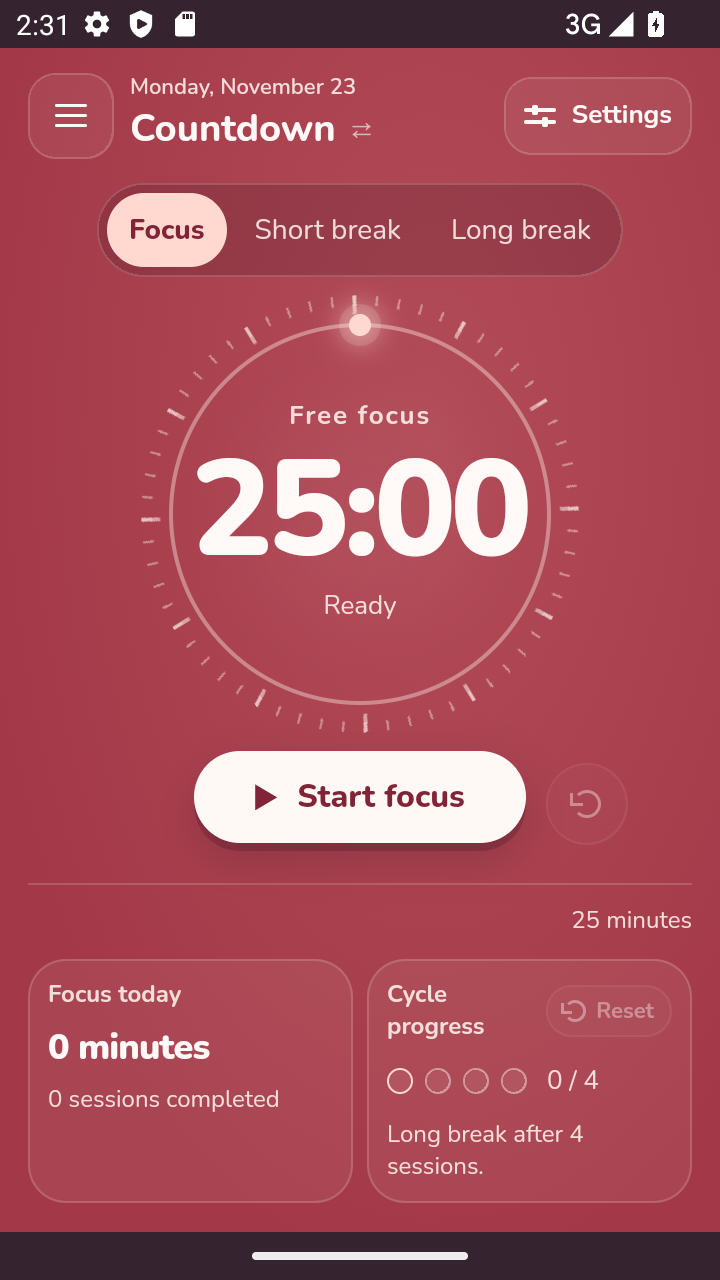 2:31
3G
Monday, November 23
Countdown
Settings
Focus
Short break
Long break
Free focus
25:00
Ready
Start focus
25 minutes
Focus today
0 minutes
0 sessions completed
Cycle
progress
Reset
0 / 4
Long break after 4
sessions.